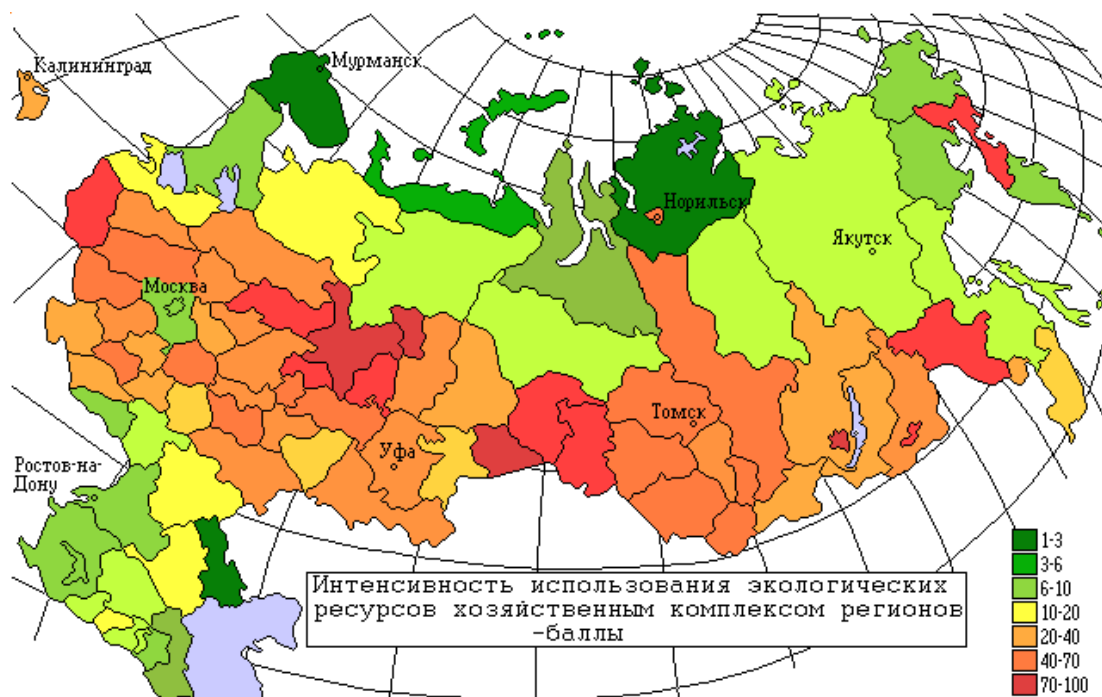 Калининград
Мурманск
Норильск
Якутск
Москва
Томск
Уфа
Ростов-на-
Дону
1-3
3-6
6-10
10-20
20-40
40-70
70-100
Интенсивность использования экологических
ресурсов хозяйственным комплексом регионов
-баллы